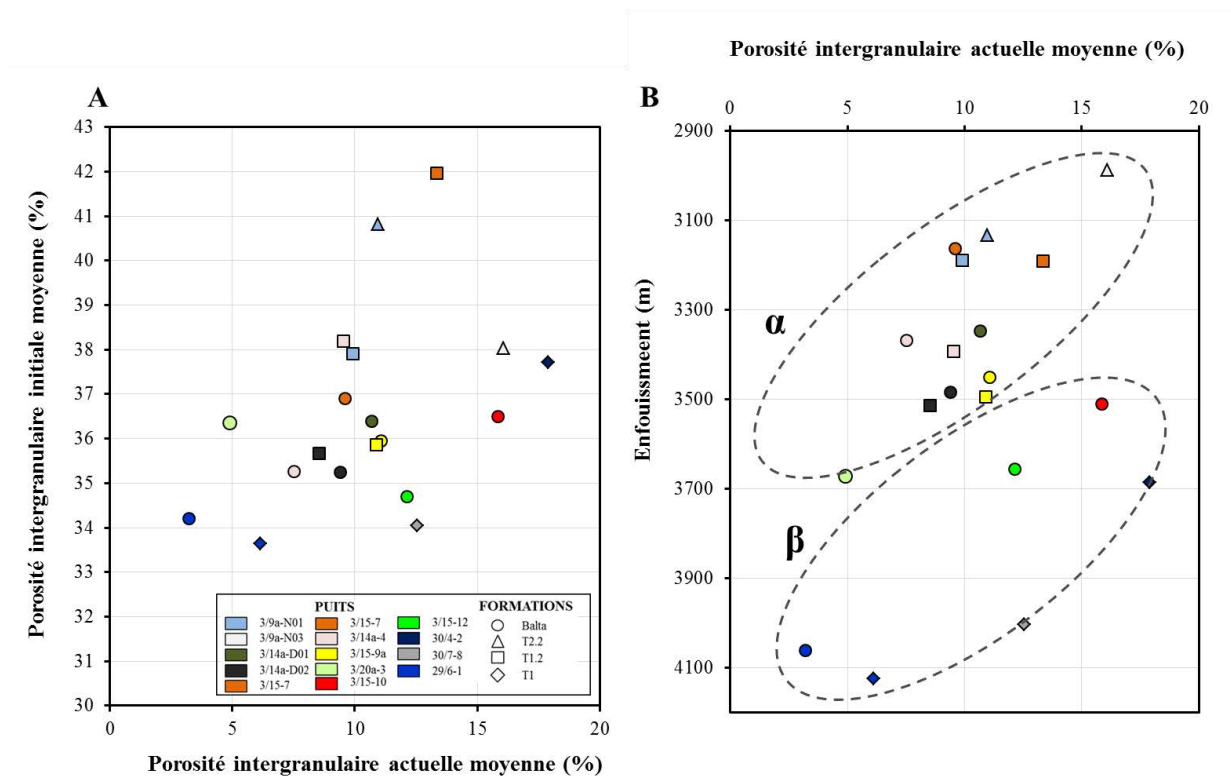 A
43
42
41
40
39
38
37
36
35
34
33
32
31
30
Porosité intergranulaire initiale moyenne (%)
0 5 10 15 20
Porosité intergranulaire actuelle moyenne (%)
PUITS
FORMATIONS
3/9a-N01 3/15-7 3/15-12 Balta
3/9a-N03 3/14a-4 30/4-2 T2.2
3/14a-D01 3/15-9a 30/7-8 T1.2
3/14a-D02 3/20a-3 29/6-1 T1
3/15-7 3/15-10
Porosité intergranulaire actuelle moyenne (%)
B
0 5 10 15 20
2900
3100
3300
3500
3700
3900
4100
Enfouissmeent (m)
α
β